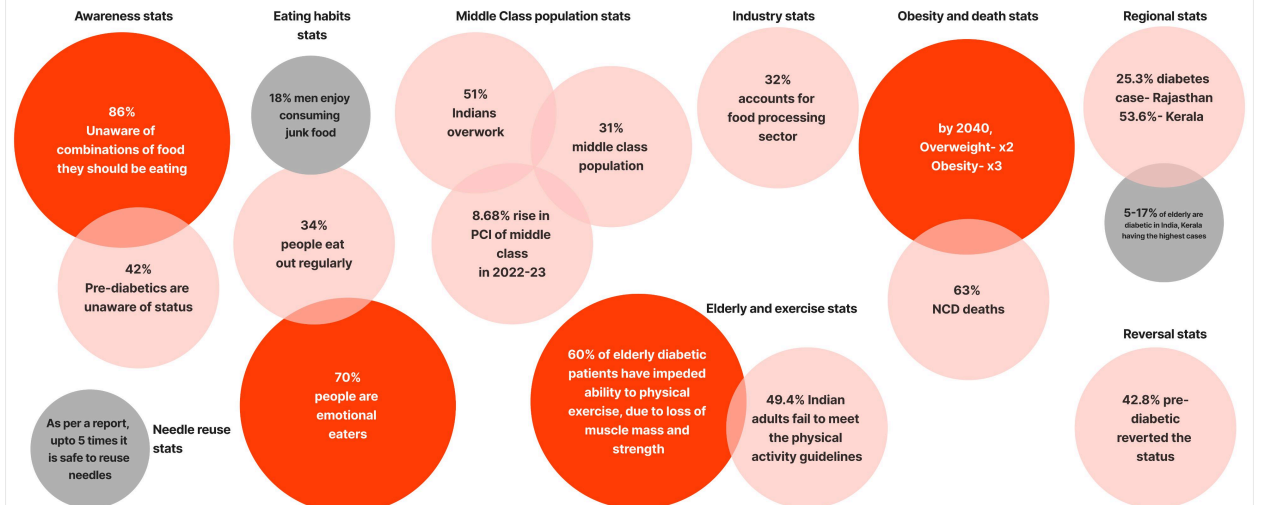 Awareness stats
86%
Unaware of
combinations of food
they should be eating
42%
Pre-diabetics are
unaware of status
As per a report,
upto 5 times it
is safe to reuse
needles
Needle reuse
stats
Eating habits
stats
18% men enjoy
consuming
junk food
34%
people eat
out regularly
70%
people are
emotional
eaters
Middle Class population stats
51%
Indians
overwork
31%
middle class
population
8.68% rise in
PCI of middle
class
in 2022-23
Industry stats
32%
accounts for
food processing
sector
Elderly and exercise stats
60% of elderly diabetic
patients have impeded
ability to physical
exercise, due to loss of
muscle mass and
strength
49.4% Indian
adults fail to meet
the physical
activity guidelines
Obesity and death stats
by 2040,
Overweight- x2
Obesity- x3
63%
NCD deaths
Regional stats
25.3% diabetes
case- Rajasthan
53.6%- Kerala
5-17% of elderly are
diabetic in India, Kerala
having the highest cases
Reversal stats
42.8% pre-
diabetic
reverted the
status